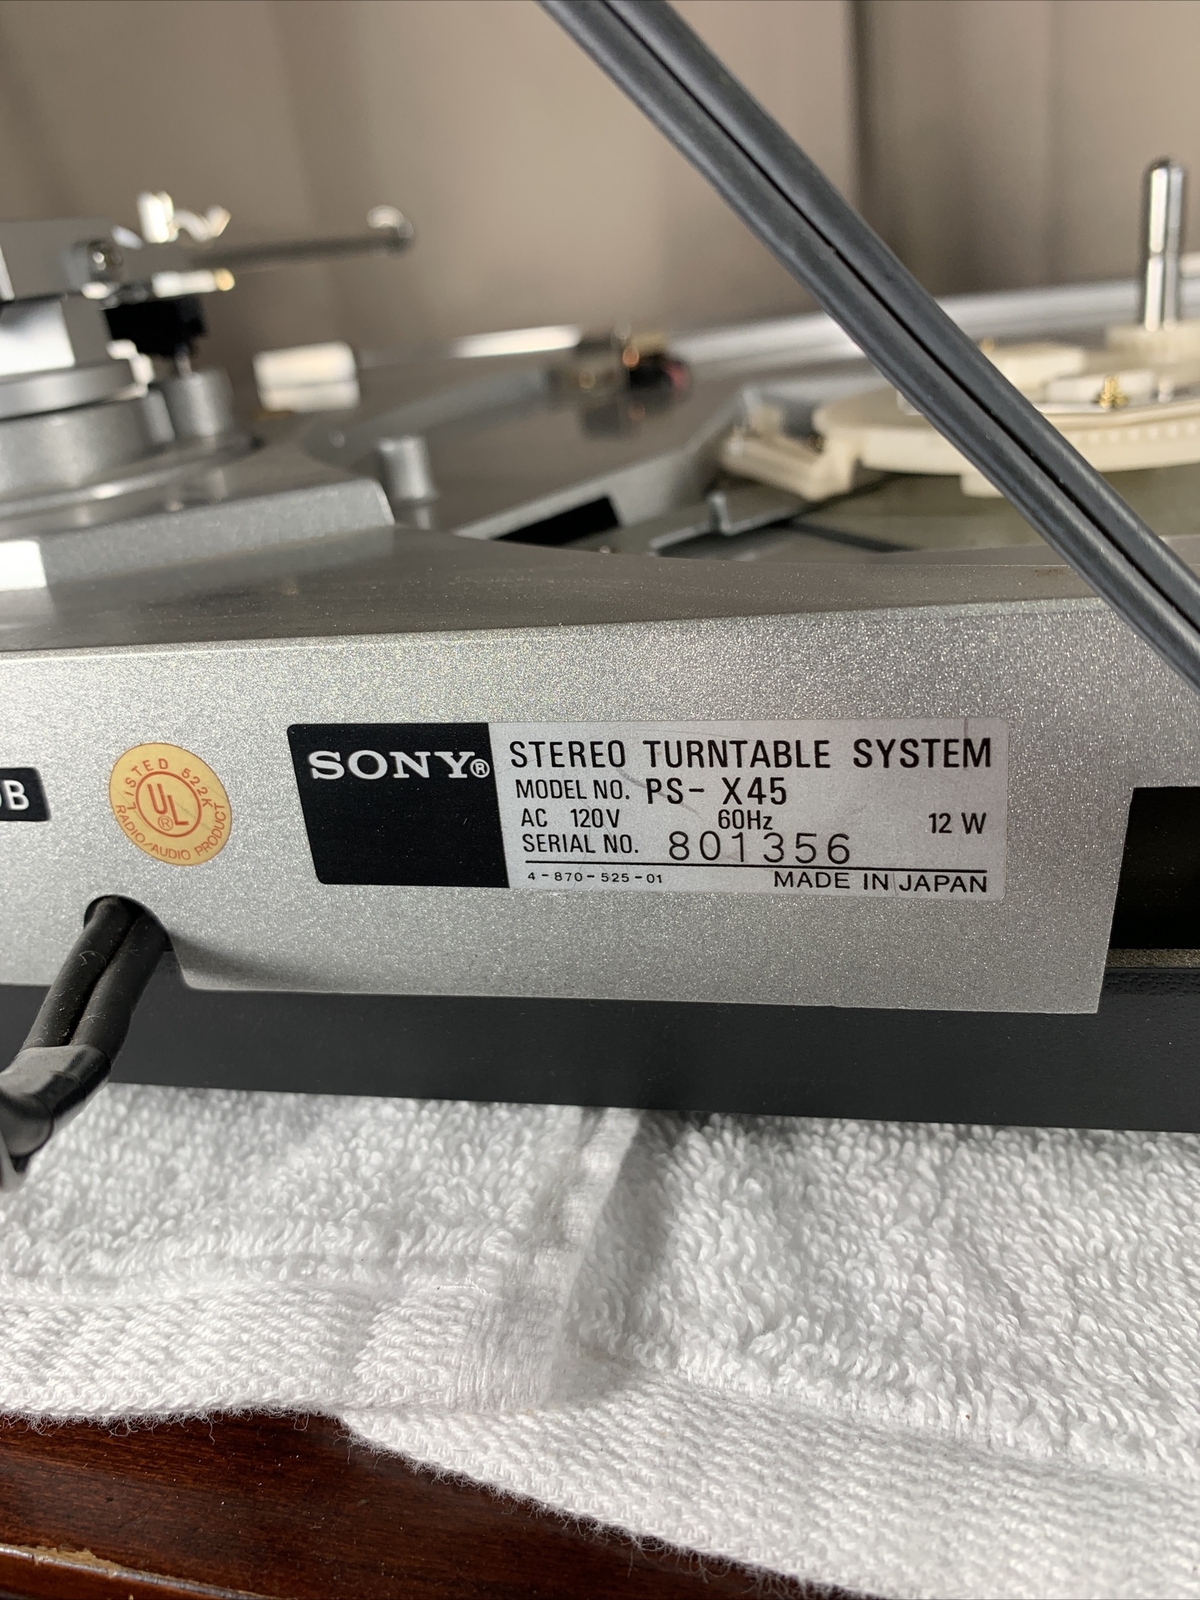 B
LISTED 522K
UL®
RADIO/AUDIO PRODUCT
SONY®
STEREO TURNTABLE SYSTEM
MODEL NO. PS- X45
AC 120V 60Hz 12 W
SERIAL NO. 801356
4-870-525-01 MADE IN JAPAN